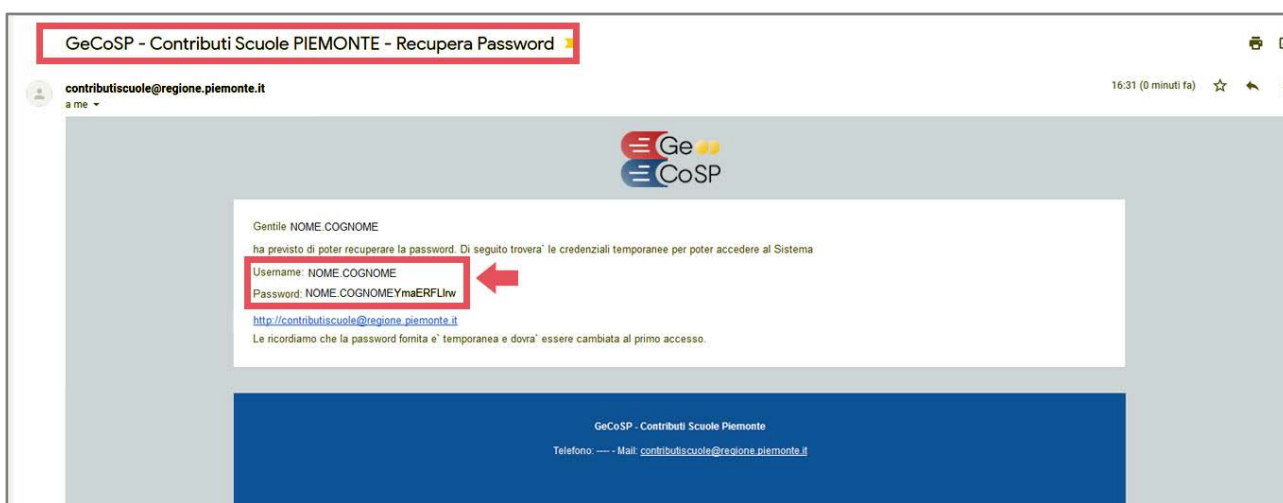 GeCoSP - Contributi Scuole PIEMONTE - Recupera Password
contributiscuole@regione.piemonte.it
16:31 (0 minuti fa)
a me
Ge
CoSP
Gentile NOME.COGNOME
ha previsto di poter recuperare la password. Di seguito trovera` le credenziali temporanee per poter accedere al Sistema
Username: NOME.COGNOME
Password: NOME.COGNOMEYmaERFLlrw
http://contributiscuole@regione.piemonte.it
Le ricordiamo che la password fornita e` temporanea e dovra` essere cambiata al primo accesso.
GeCoSP - Contributi Scuole Piemonte
Telefono: ---- - Mail: contributiscuole@regione.piemonte.it